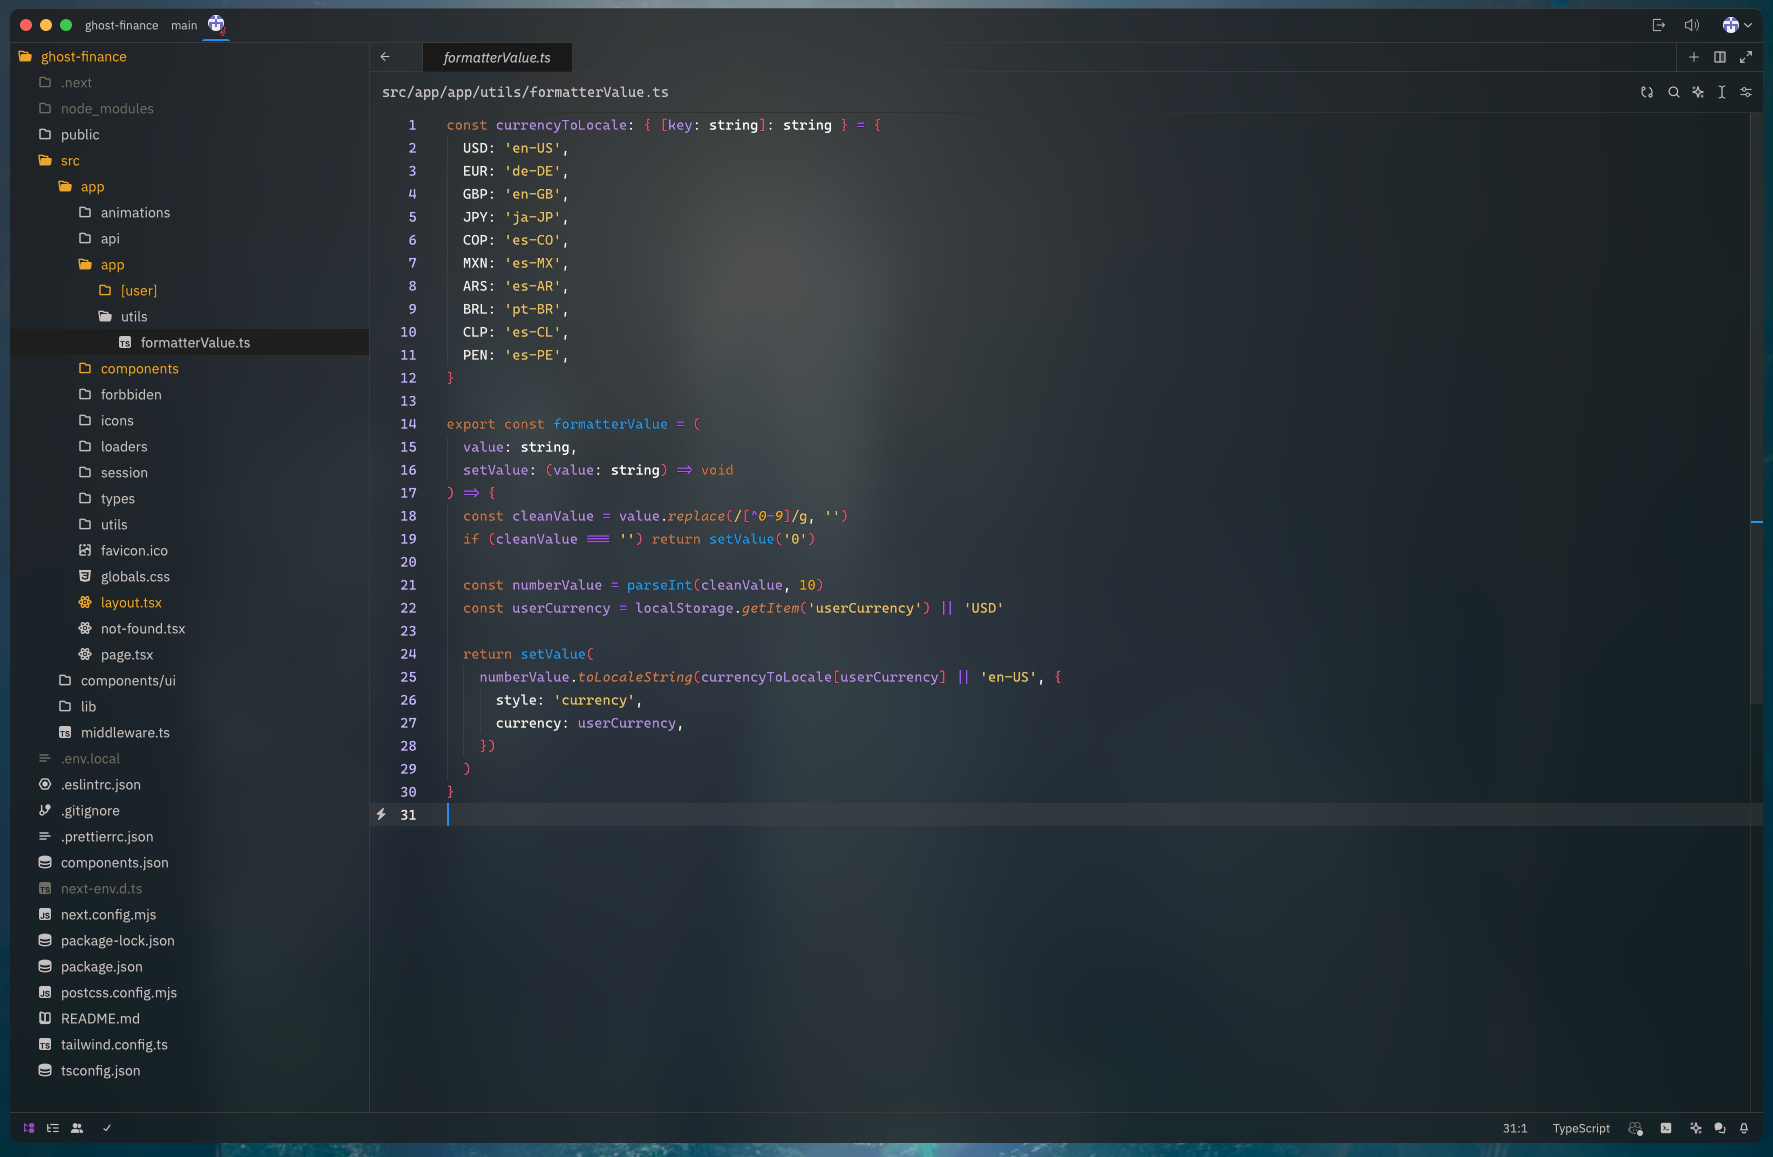 ghost-finance main
ghost-finance
.next
node_modules
public
src
app
animations
api
app
[user]
utils
formatterValue.ts
components
forbbiden
icons
loaders
session
types
utils
favicon.ico
globals.css
layout.tsx
not-found.tsx
page.tsx
components/ui
lib
middleware.ts
.env.local
.eslintrc.json
.gitignore
.prettierrc.json
components.json
next-env.d.ts
next.config.mjs
package-lock.json
package.json
postcss.config.mjs
README.md
tailwind.config.ts
tsconfig.json
formatterValue.ts
src/app/app/utils/formatterValue.ts
1 const currencyToLocale: { [key: string]: string } = {
2   USD: 'en-US',
3   EUR: 'de-DE',
4   GBP: 'en-GB',
5   JPY: 'ja-JP',
6   COP: 'es-CO',
7   MXN: 'es-MX',
8   ARS: 'es-AR',
9   BRL: 'pt-BR',
10   CLP: 'es-CL',
11   PEN: 'es-PE',
12 }
13
14 export const formatterValue = (
15   value: string,
16   setValue: (value: string) => void
17 ) => {
18   const cleanValue = value.replace(/[^0-9]/g, '')
19   if (cleanValue === '') return setValue('0')
20
21   const numberValue = parseInt(cleanValue, 10)
22   const userCurrency = localStorage.getItem('userCurrency') || 'USD'
23
24   return setValue(
25     numberValue.toLocaleString(currencyToLocale[userCurrency] || 'en-US', {
26       style: 'currency',
27       currency: userCurrency,
28     })
29   )
30 }
31
31:1 TypeScript